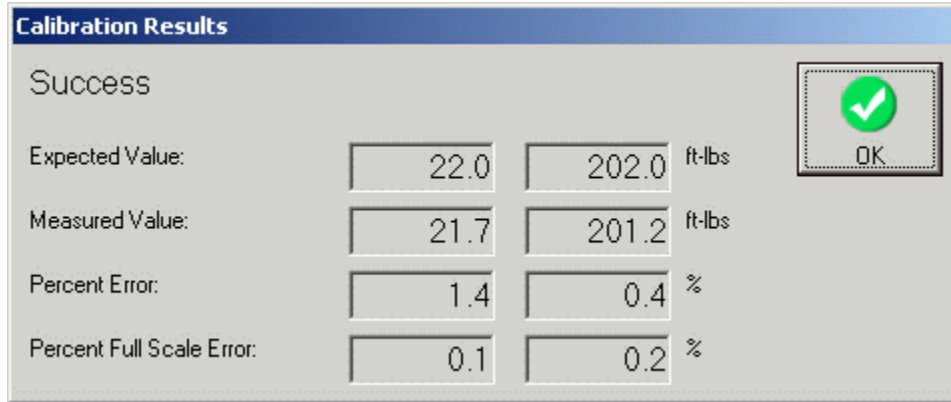 Calibration Results
Success
OK
Expected Value: 22.0 202.0 ft-lbs
Measured Value: 21.7 201.2 ft-lbs
Percent Error: 1.4 0.4 %
Percent Full Scale Error: 0.1 0.2 %